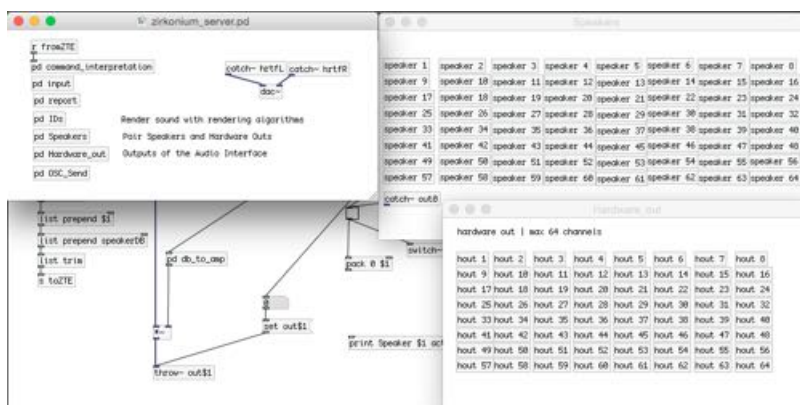 zirkonium_server.pd
r fromZTE
pd command_interpretation
pd input
pd report
pd IDs
pd Speakers
pd Hardware_out
pd OSC_Send
catch~ hrtfL catch~ hrtfR
dac~
Render sound with rendering algorithms
Pair Speakers and Hardware Outs
Outputs of the Audio Interface
Speakers
speaker 1 speaker 2 speaker 3 speaker 4 speaker 5 speaker 6 speaker 7 speaker 8
speaker 9 speaker 10 speaker 11 speaker 12 speaker 13 speaker 14 speaker 15 speaker 16
speaker 17 speaker 18 speaker 19 speaker 20 speaker 21 speaker 22 speaker 23 speaker 24
speaker 25 speaker 26 speaker 27 speaker 28 speaker 29 speaker 30 speaker 31 speaker 32
speaker 33 speaker 34 speaker 35 speaker 36 speaker 37 speaker 38 speaker 39 speaker 40
speaker 41 speaker 42 speaker 43 speaker 44 speaker 45 speaker 46 speaker 47 speaker 48
speaker 49 speaker 50 speaker 51 speaker 52 speaker 53 speaker 54 speaker 55 speaker 56
speaker 57 speaker 58 speaker 59 speaker 60 speaker 61 speaker 62 speaker 63 speaker 64
catch~ out0
list prepend $1
list prepend speakerDB
list trim
s toZTE
pd db_to_amp
*~
set out$1
throw~ out$1
pack 0 $1
switch~
print Speaker $1 act
Hardware_out
hardware out | max 64 channels
hout 1 hout 2 hout 3 hout 4 hout 5 hout 6 hout 7 hout 8
hout 9 hout 10 hout 11 hout 12 hout 13 hout 14 hout 15 hout 16
hout 17 hout 18 hout 19 hout 20 hout 21 hout 22 hout 23 hout 24
hout 25 hout 26 hout 27 hout 28 hout 29 hout 30 hout 31 hout 32
hout 33 hout 34 hout 35 hout 36 hout 37 hout 38 hout 39 hout 40
hout 41 hout 42 hout 43 hout 44 hout 45 hout 46 hout 47 hout 48
hout 49 hout 50 hout 51 hout 52 hout 53 hout 54 hout 55 hout 56
hout 57 hout 58 hout 59 hout 60 hout 61 hout 62 hout 63 hout 64